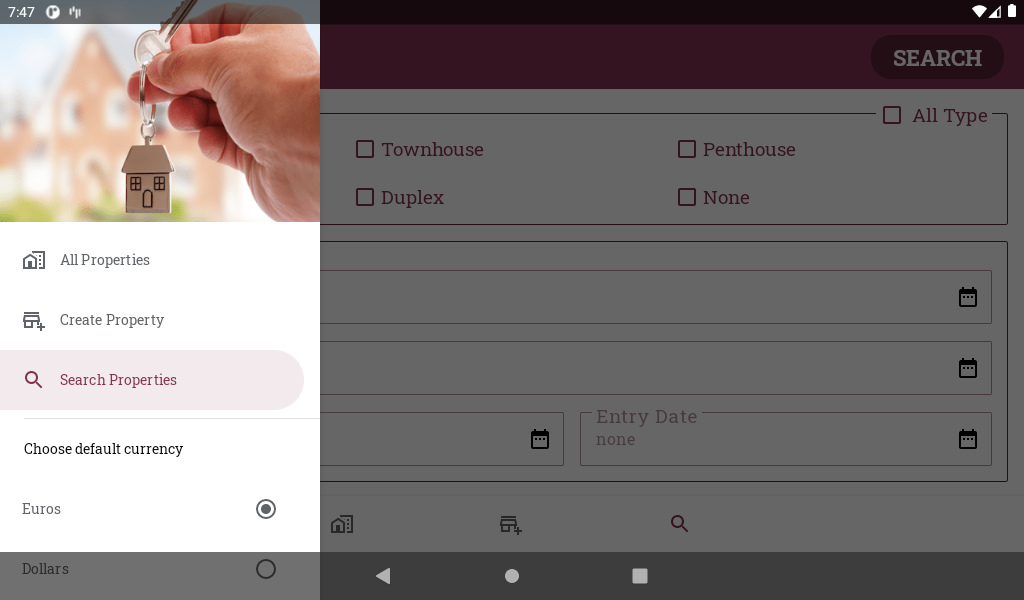 7:47
SEARCH
All Type
Townhouse
Penthouse
Duplex
None
All Properties
Create Property
Search Properties
Choose default currency
Entry Date
none
Euros
Dollars